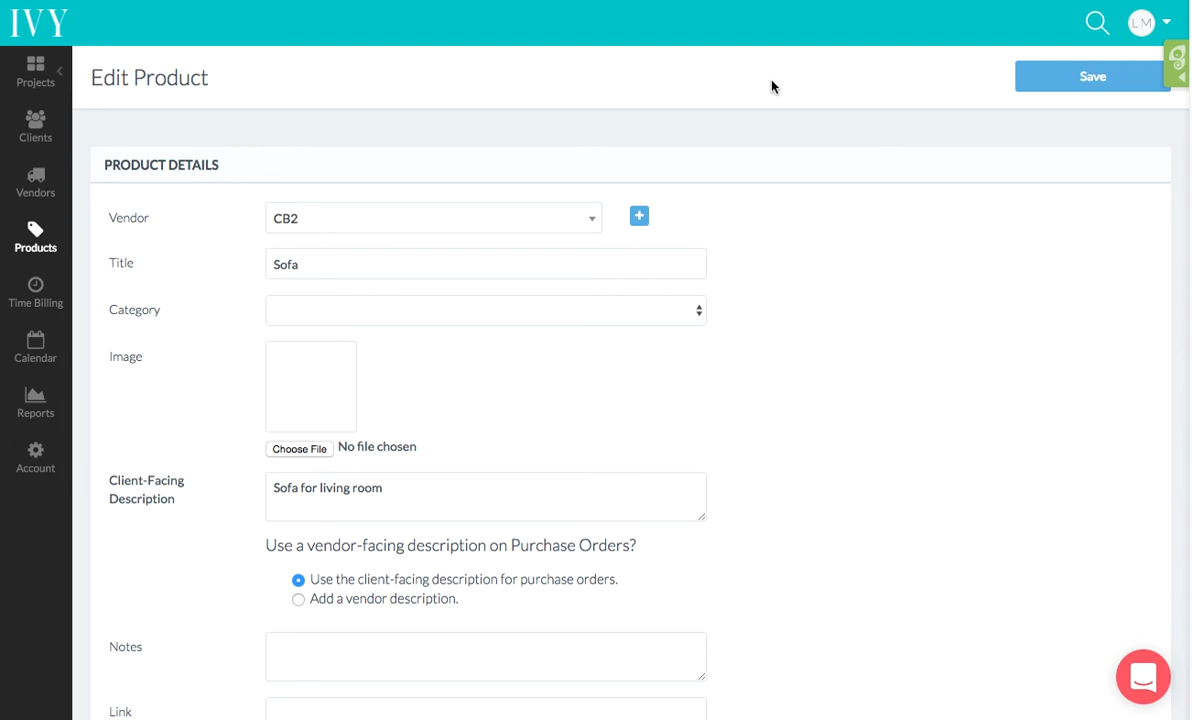 IVY
LM
Projects
Edit Product
Save
Clients
Vendors
Products
Time Billing
Calendar
Reports
Account
PRODUCT DETAILS
Vendor
CB2
Title
Sofa
Category
Image
Choose File No file chosen
Client-Facing
Description
Sofa for living room
Use a vendor-facing description on Purchase Orders?
Use the client-facing description for purchase orders.
Add a vendor description.
Notes
Link